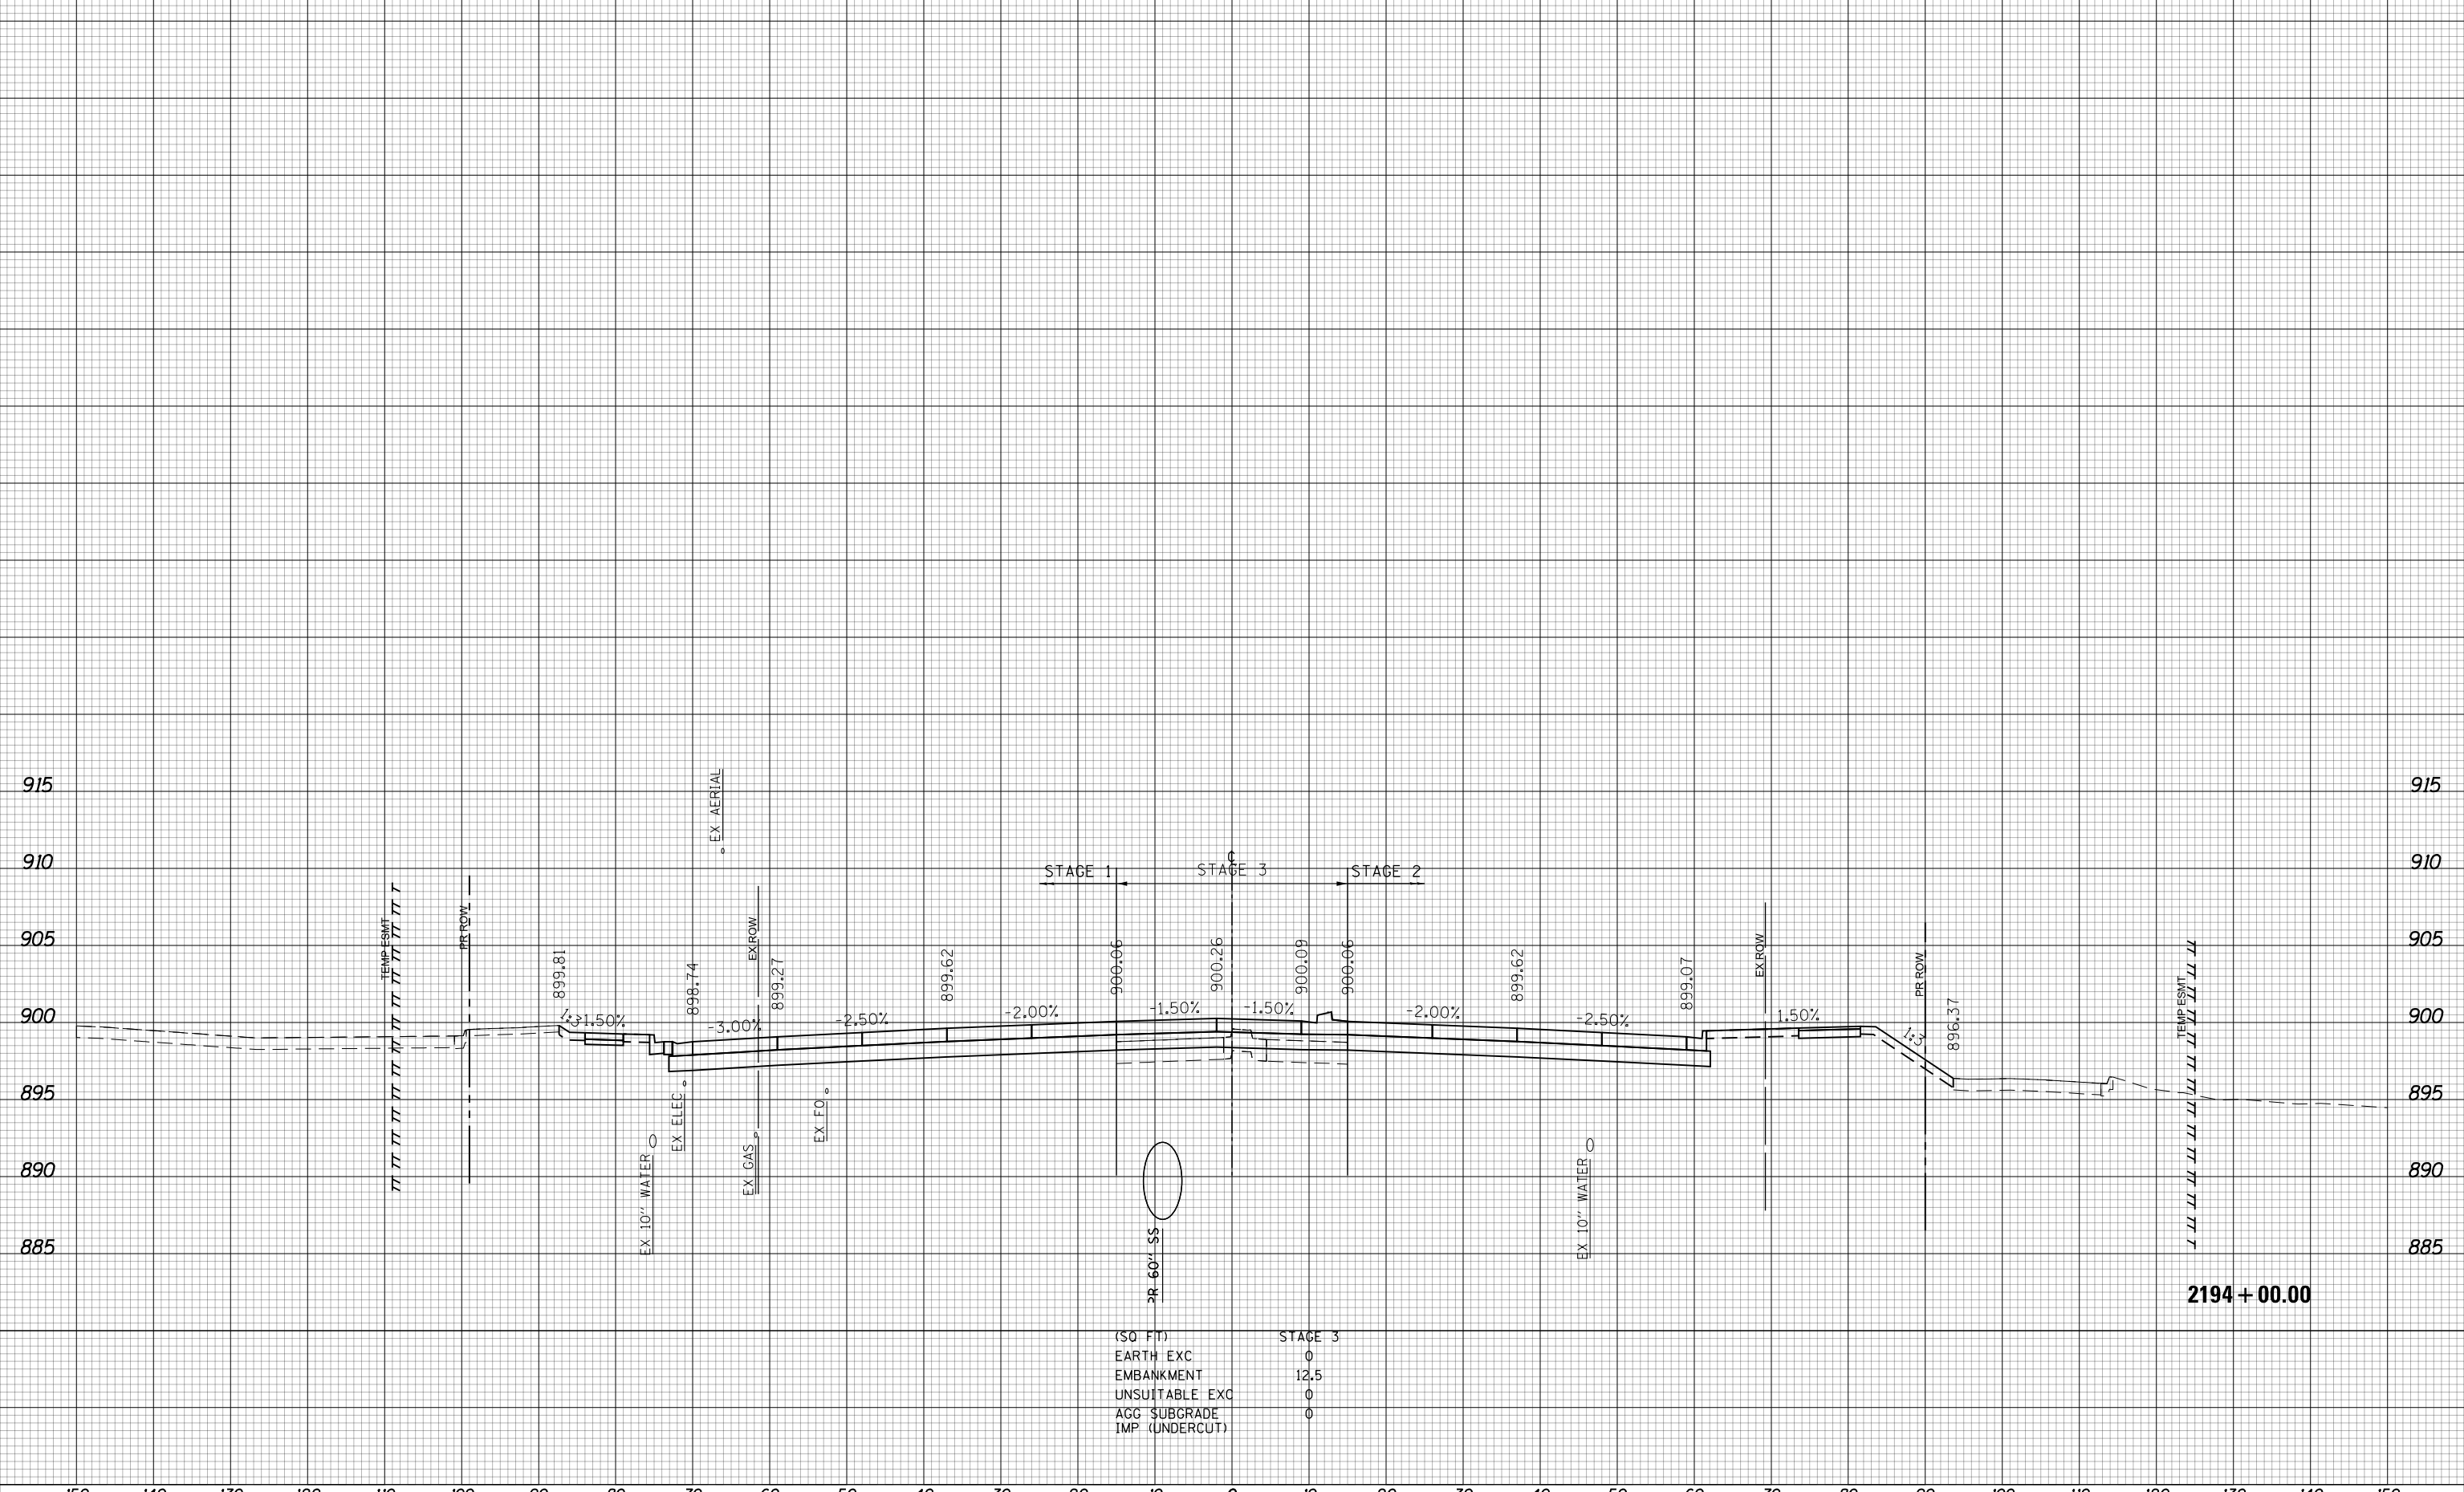 915
915
EX AERIAL
910
910
℄
STAGE 1
STAGE 3
STAGE 2
905
905
TEMP ESMT
PR ROW
899.81
898.74
EX ROW
899.27
899.62
900.06
900.26
900.09
900.06
899.62
899.07
EX ROW
PR ROW
896.37
TEMP ESMT
900
900
1:3
1.50%
-3.00%
-2.50%
-2.00%
-1.50%
-1.50%
-2.00%
-2.50%
1.50%
1:3
895
895
EX 10" WATER
EX ELEC
EX GAS
EX FO
EX 10" WATER
890
890
PR 60" SS
885
885
2194+00.00
(SQ FT) STAGE 3
EARTH EXC 0
EMBANKMENT 12.5
UNSUITABLE EXC 0
AGG SUBGRADE 0
IMP (UNDERCUT)